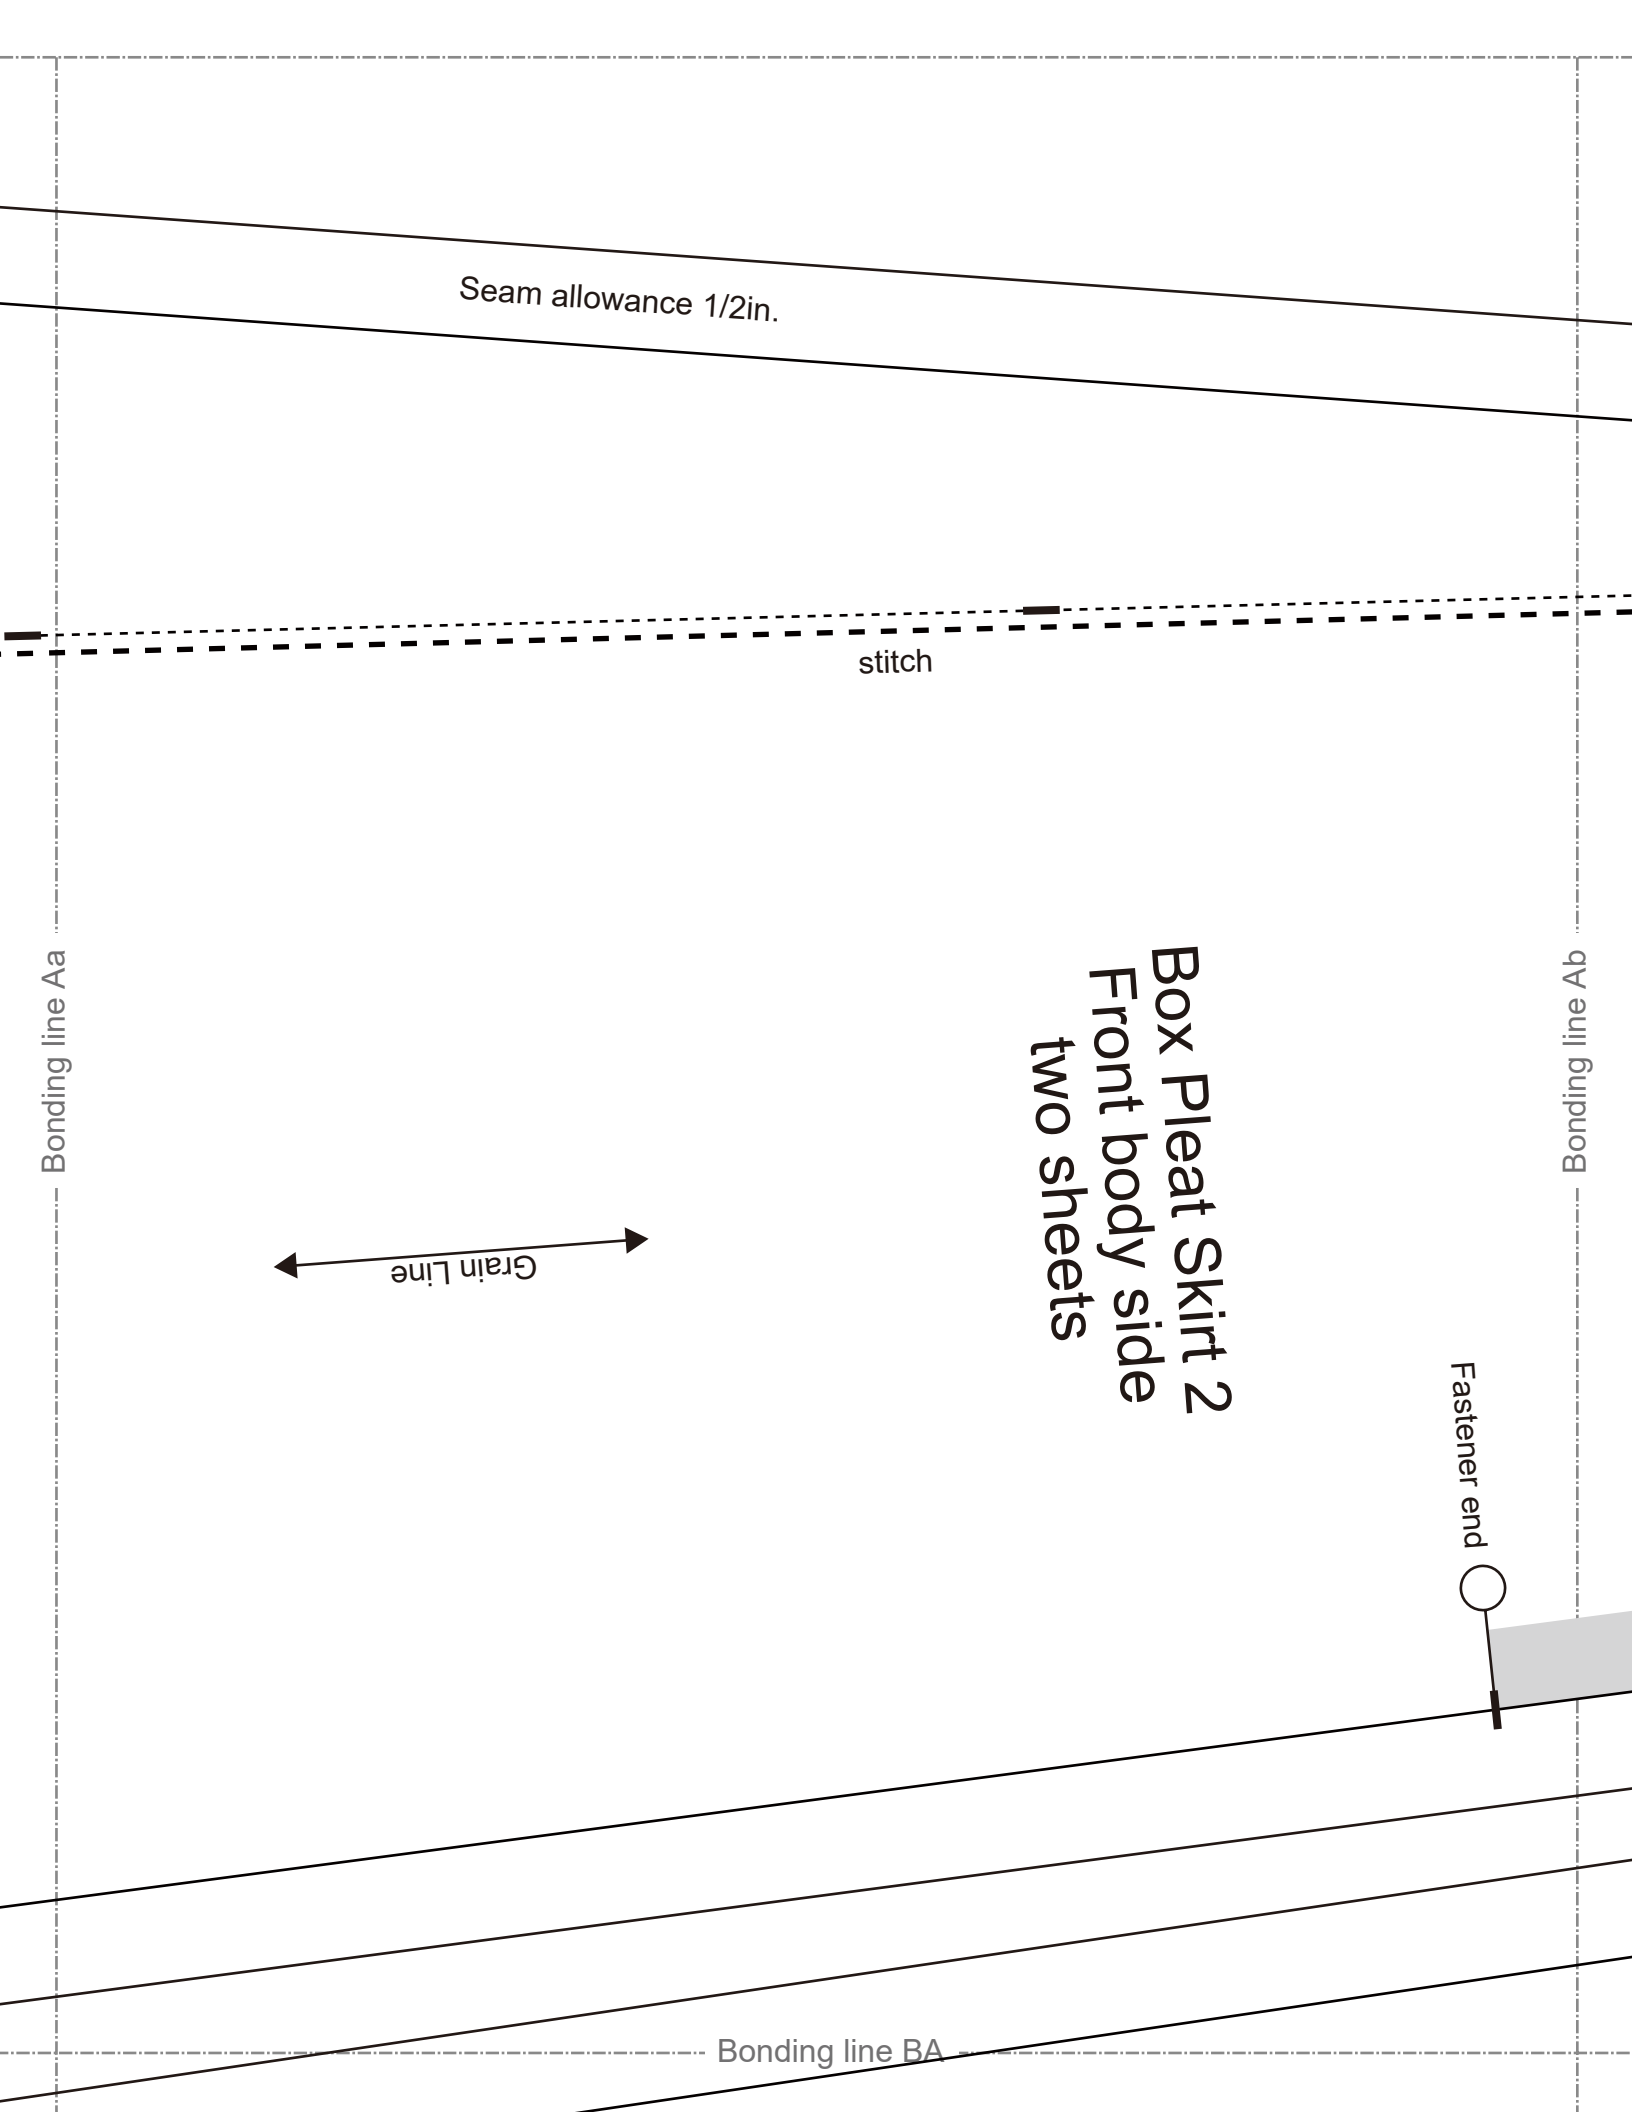 Seam allowance 1/2in.
stitch
Bonding line Aa
Bonding line Ab
Box Pleat Skirt 2
Front body side
two sheets
Grain Line
Fastener end
Bonding line BA